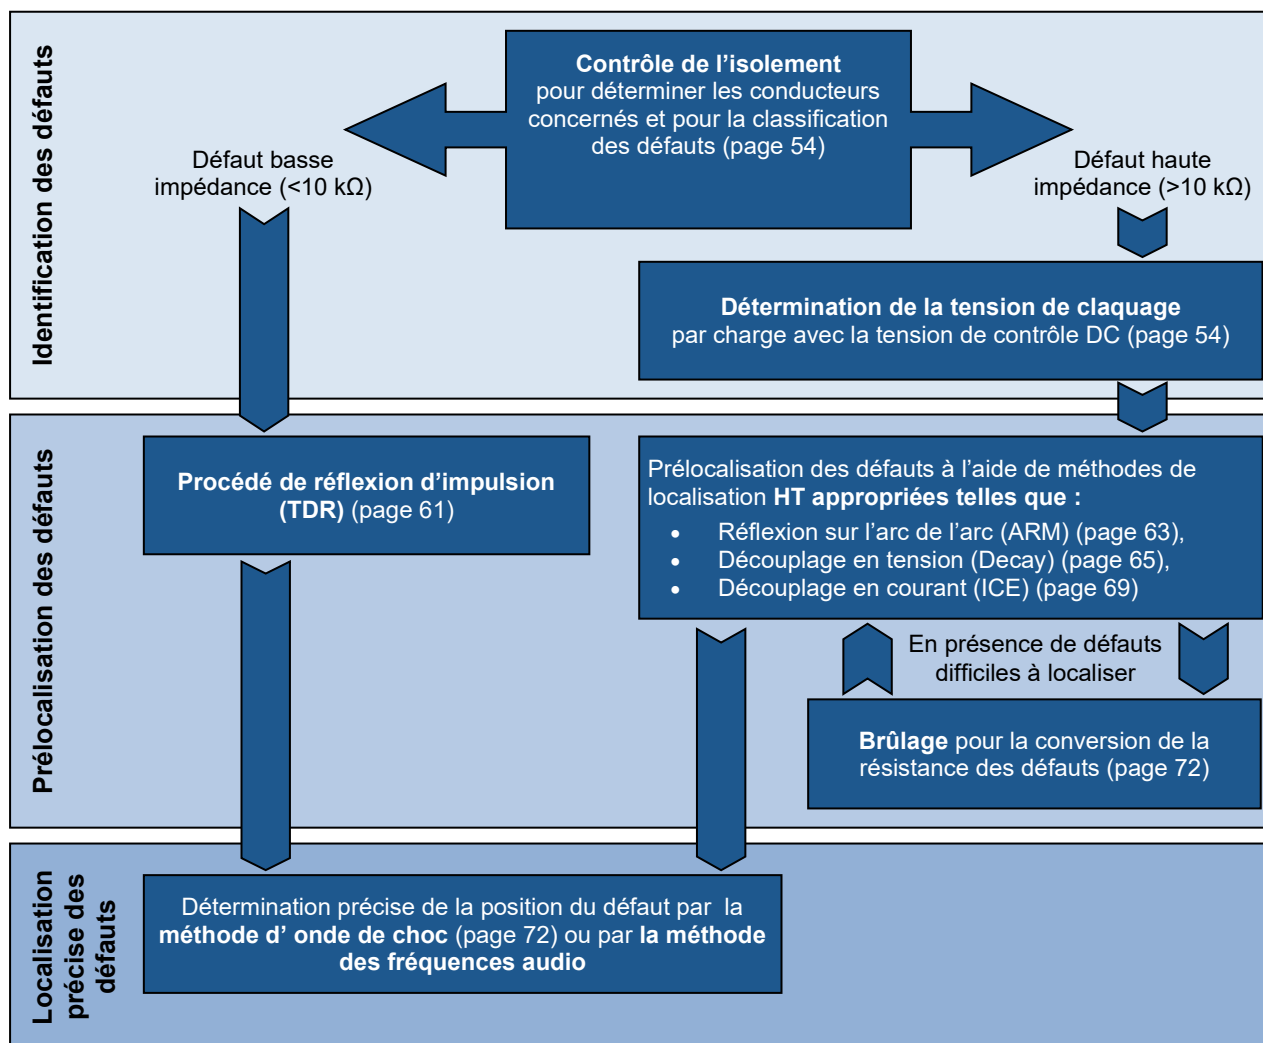 Identification des défauts
Contrôle de l’isolement
pour déterminer les conducteurs
concernés et pour la classification
des défauts (page 54)
Défaut basse
impédance (<10 kΩ)
Défaut haute
impédance (>10 kΩ)
Détermination de la tension de claquage
par charge avec la tension de contrôle DC (page 54)
Prélocalisation des défauts
Procédé de réflexion d’impulsion
(TDR) (page 61)
Prélocalisation des défauts à l’aide de méthodes de
localisation HT appropriées telles que :
• Réflexion sur l’arc de l’arc (ARM) (page 63),
• Découplage en tension (Decay) (page 65),
• Découplage en courant (ICE) (page 69)
En présence de défauts
difficiles à localiser
Brûlage pour la conversion de la
résistance des défauts (page 72)
Localisation
précise des
défauts
Détermination précise de la position du défaut par la
méthode d’ onde de choc (page 72) ou par la méthode
des fréquences audio